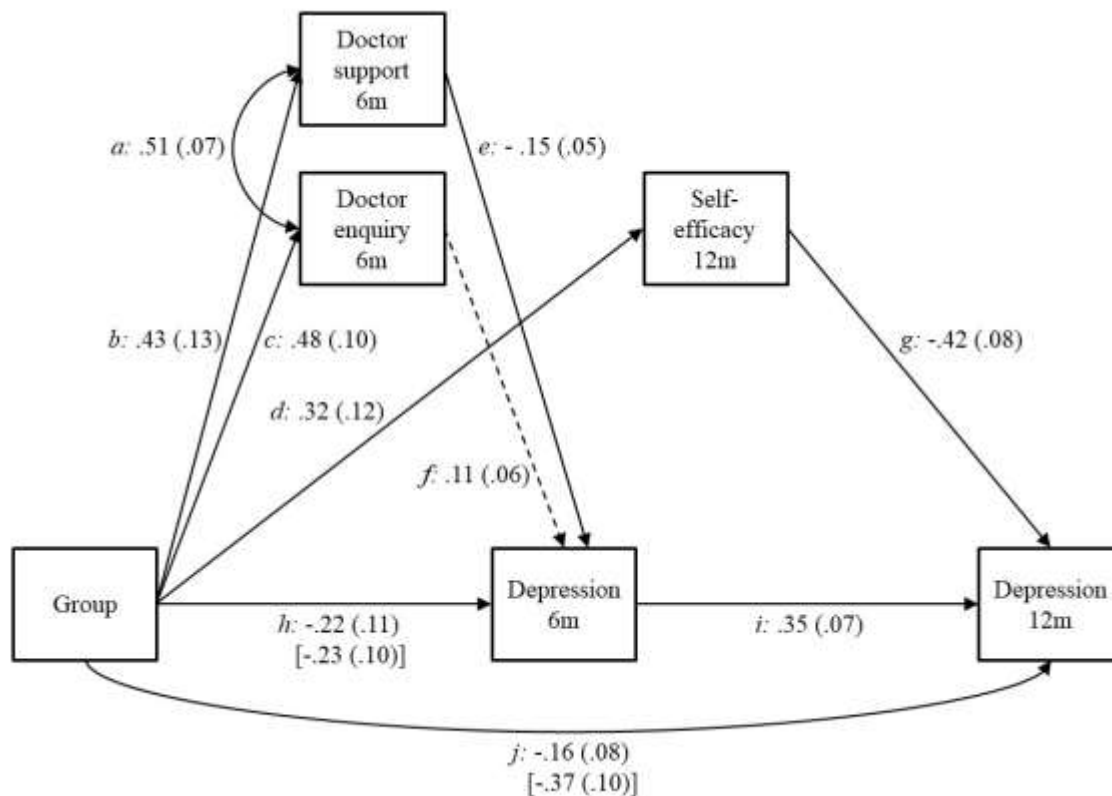 Doctor
support
6m
a: .51 (.07)
e: - .15 (.05)
Doctor
enquiry
6m
Self-
efficacy
12m
b: .43 (.13)
c: .48 (.10)
g: -.42 (.08)
d: .32 (.12)
f: .11 (.06)
Group
Depression
6m
Depression
12m
h: -.22 (.11)
[-.23 (.10)]
i: .35 (.07)
j: -.16 (.08)
[-.37 (.10)]